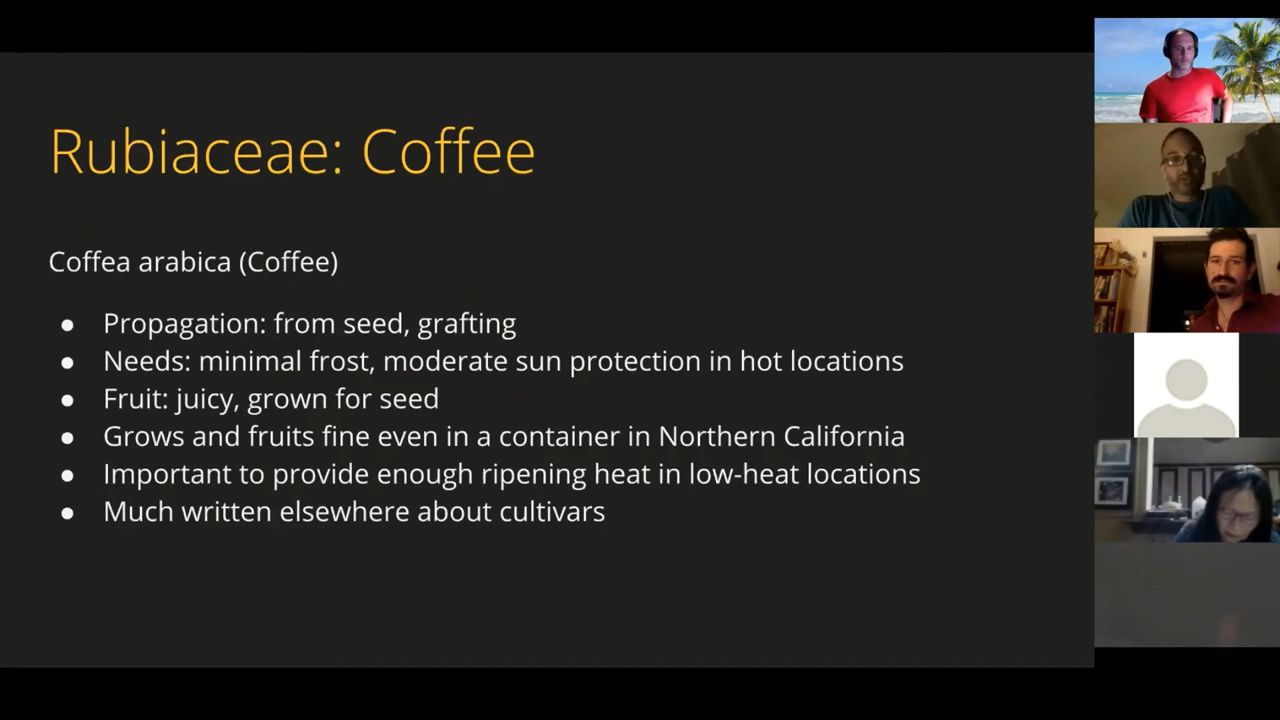 Rubiaceae: Coffee
Coffea arabica (Coffee)
● Propagation: from seed, grafting
● Needs: minimal frost, moderate sun protection in hot locations
● Fruit: juicy, grown for seed
● Grows and fruits fine even in a container in Northern California
● Important to provide enough ripening heat in low-heat locations
● Much written elsewhere about cultivars